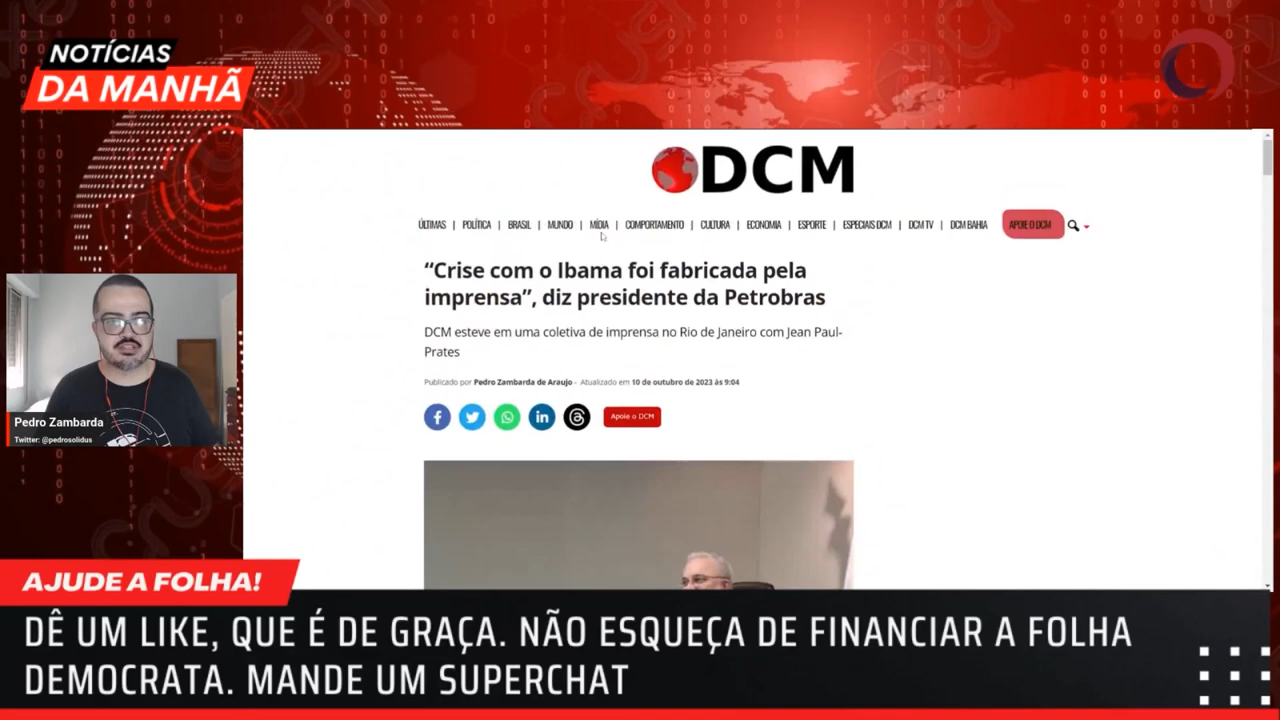 NOTÍCIAS
DA MANHÃ
DCM
ÚLTIMAS | POLÍTICA | BRASIL | MUNDO | MÍDIA | COMPORTAMENTO | CULTURA | ECONOMIA | ESPORTE | ESPECIAIS DCM | DCM TV | DCM BAHIA APOIE O DCM
“Crise com o Ibama foi fabricada pela
imprensa”, diz presidente da Petrobras
DCM esteve em uma coletiva de imprensa no Rio de Janeiro com Jean Paul-
Prates
Publicado por Pedro Zambarda de Araujo - Atualizado em 10 de outubro de 2023 às 9:04
Apoie o DCM
Pedro Zambarda
Twitter: @pedrosolidus
AJUDE A FOLHA!
DÊ UM LIKE, QUE É DE GRAÇA. NÃO ESQUEÇA DE FINANCIAR A FOLHA
DEMOCRATA. MANDE UM SUPERCHAT